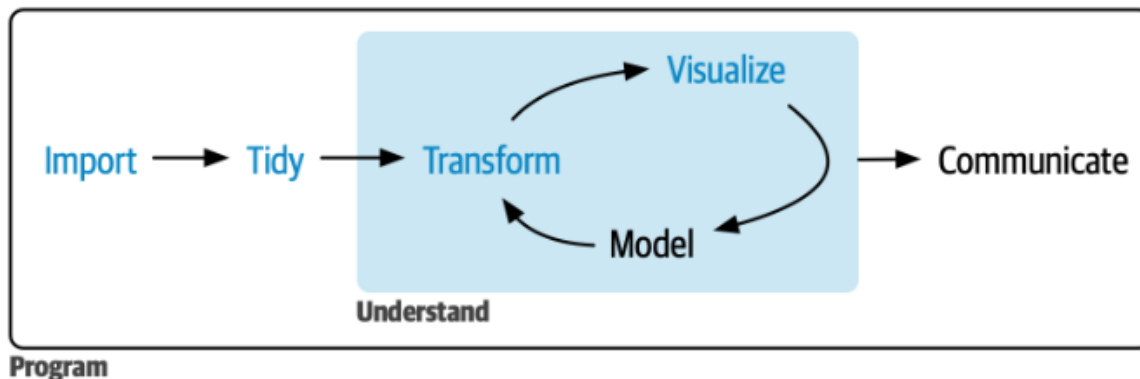 Visualize
Import Tidy Transform Communicate
Model
Understand
Program